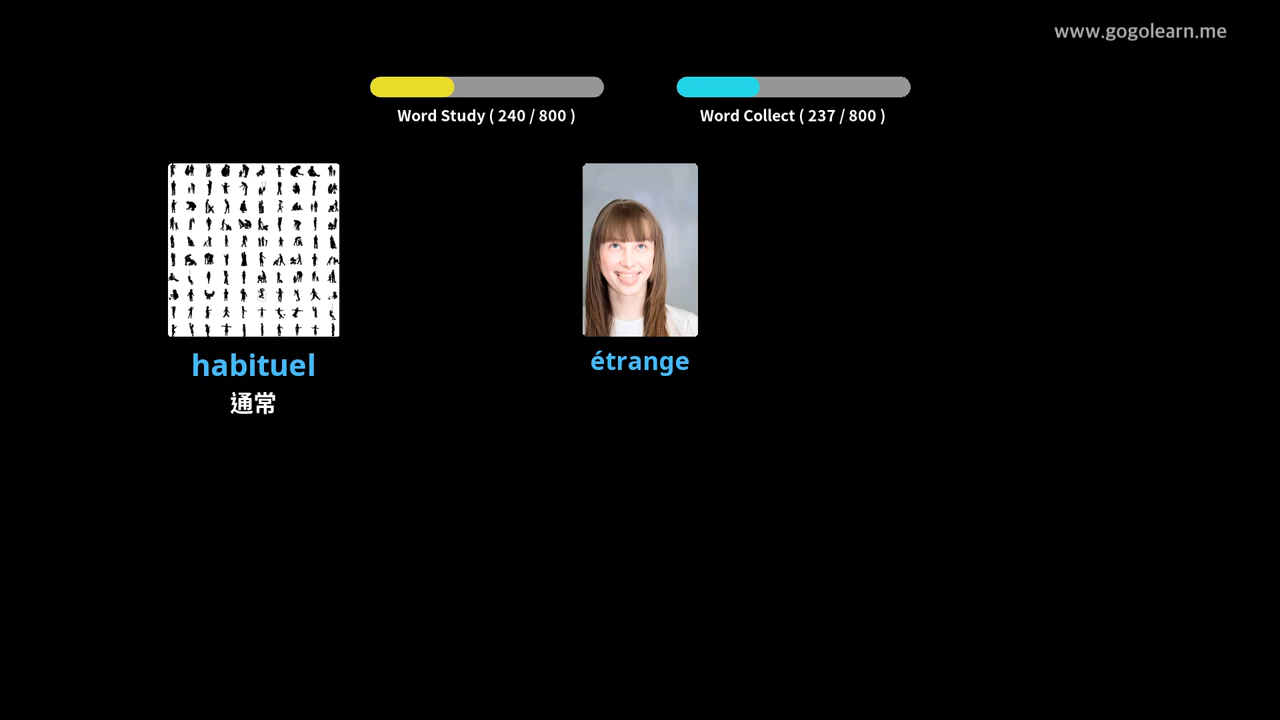 www.gogolearn.me
Word Study ( 240 / 800 )
Word Collect ( 237 / 800 )
habituel
通常
étrange